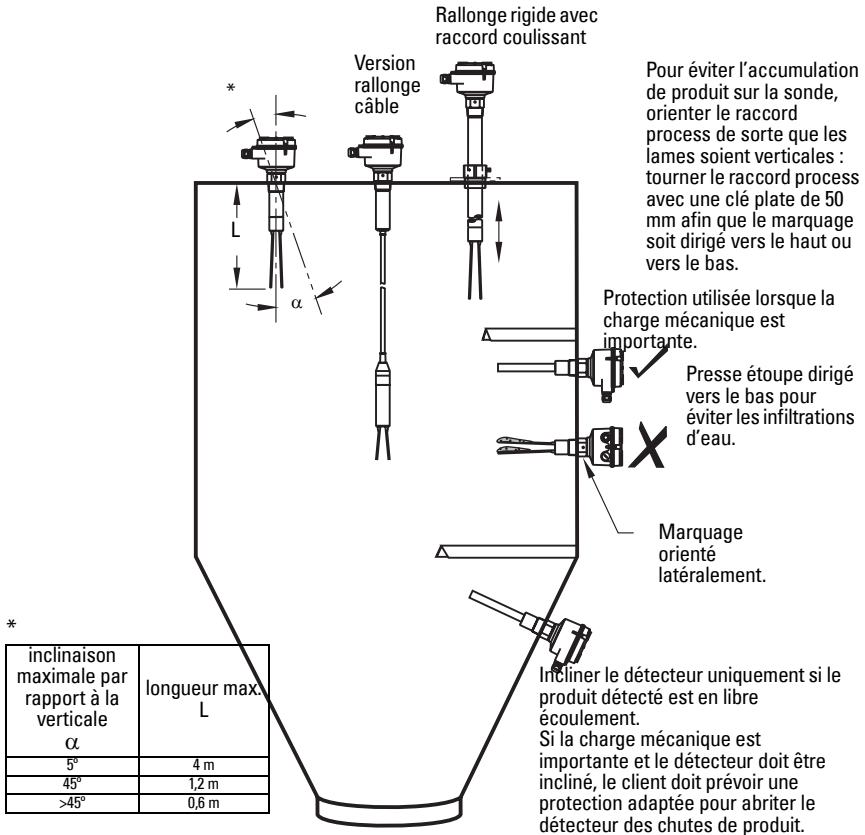 Rallonge rigide avec
raccord coulissant
Version
rallonge
câble
*
L
α
Pour éviter l'accumulation
de produit sur la sonde,
orienter le raccord
process de sorte que les
lames soient verticales :
tourner le raccord process
avec une clé plate de 50
mm afin que le marquage
soit dirigé vers le haut ou
vers le bas.
Protection utilisée lorsque la
charge mécanique est
importante.
Presse étoupe dirigé
vers le bas pour
éviter les infiltrations
d'eau.
Marquage
orienté
latéralement.
*
inclinaison
maximale par
rapport à la
verticale
α
longueur max.
L
5º 4 m
45º 1,2 m
>45º 0,6 m
Incliner le détecteur uniquement si le
produit détecté est en libre
écoulement.
Si la charge mécanique est
importante et le détecteur doit être
incliné, le client doit prévoir une
protection adaptée pour abriter le
détecteur des chutes de produit.